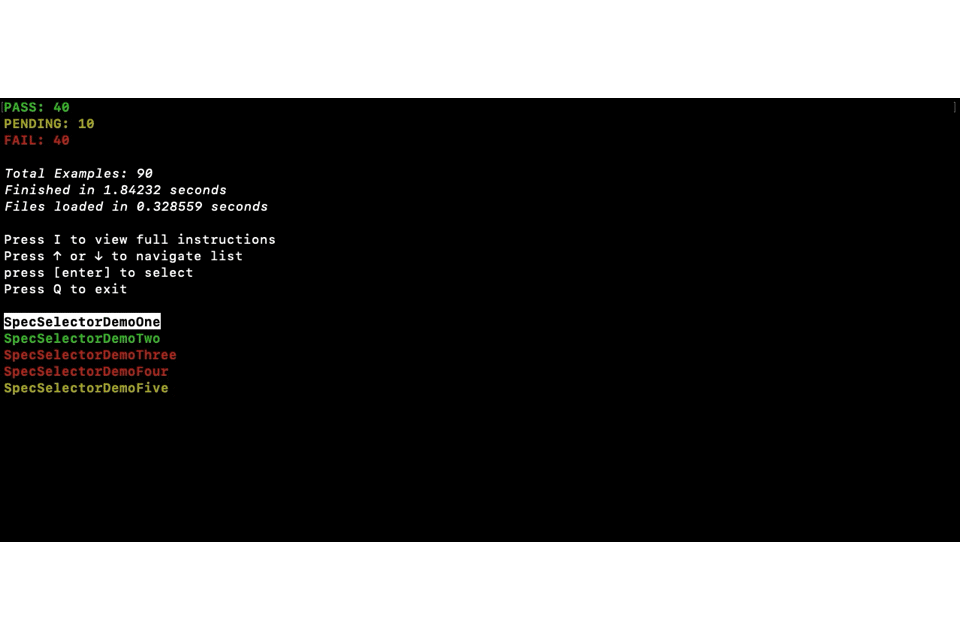 PASS: 40
PENDING: 10
FAIL: 40
Total Examples: 90
Finished in 1.84232 seconds
Files loaded in 0.328559 seconds
Press I to view full instructions
Press ↑ or ↓ to navigate list
press [enter] to select
Press Q to exit
SpecSelectorDemoOne
SpecSelectorDemoTwo
SpecSelectorDemoThree
SpecSelectorDemoFour
SpecSelectorDemoFive